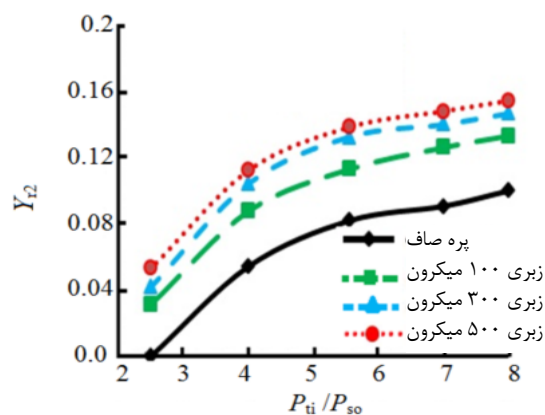 0.2
0.16
0.12
0.08
0.04
0.0
Y_r2
2 3 4 5 6 7 8
P_ti /P_so
پره صاف
زبری ۱۰۰ میکرون
زبری ۳۰۰ میکرون
زبری ۵۰۰ میکرون